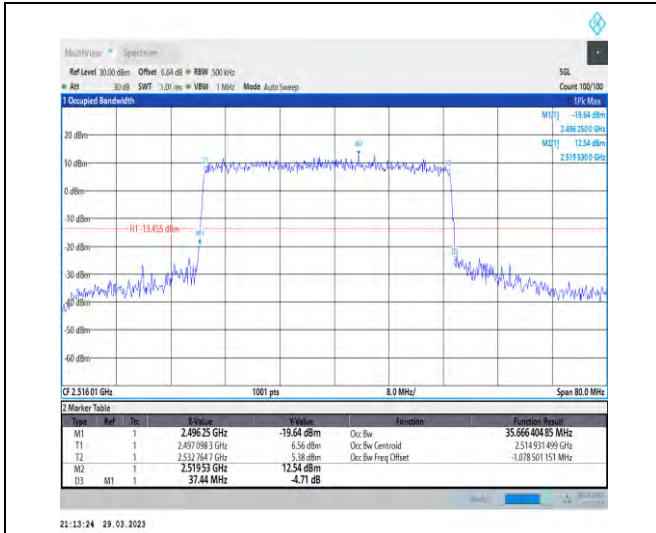 MultiView Spectrum
Ref Level 30.00 dBm Offset 6.64 dB RBW 500 kHz SGL
Att 30 dB SWT 1.01 ms VBW 1 MHz Mode Auto Sweep Count 100/100
1 Occupied Bandwidth 1Pk Max
M1[1] -19.64 dBm
2.496 250 0 GHz
M2[1] 12.54 dBm
2.519 530 0 GHz
20 dBm
M2
T1
T2
10 dBm
0 dBm
-10 dBm
H1 -13.455 dBm
M1
-20 dBm
D3
-30 dBm
-40 dBm
-50 dBm
-60 dBm
CF 2.516 01 GHz 1001 pts 8.0 MHz/ Span 80.0 MHz
2 Marker Table
Type Ref Trc X-Value Y-Value Function Function Result
M1 1 2.496 25 GHz -19.64 dBm Occ Bw 35.666 404 85 MHz
T1 1 2.497 098 3 GHz 6.56 dBm Occ Bw Centroid 2.514 931 499 GHz
T2 1 2.532 764 7 GHz 5.38 dBm Occ Bw Freq Offset -1.078 501 151 MHz
M2 1 2.519 53 GHz 12.54 dBm
D3 M1 1 37.44 MHz -4.71 dB
21:13:24 29.03.2023